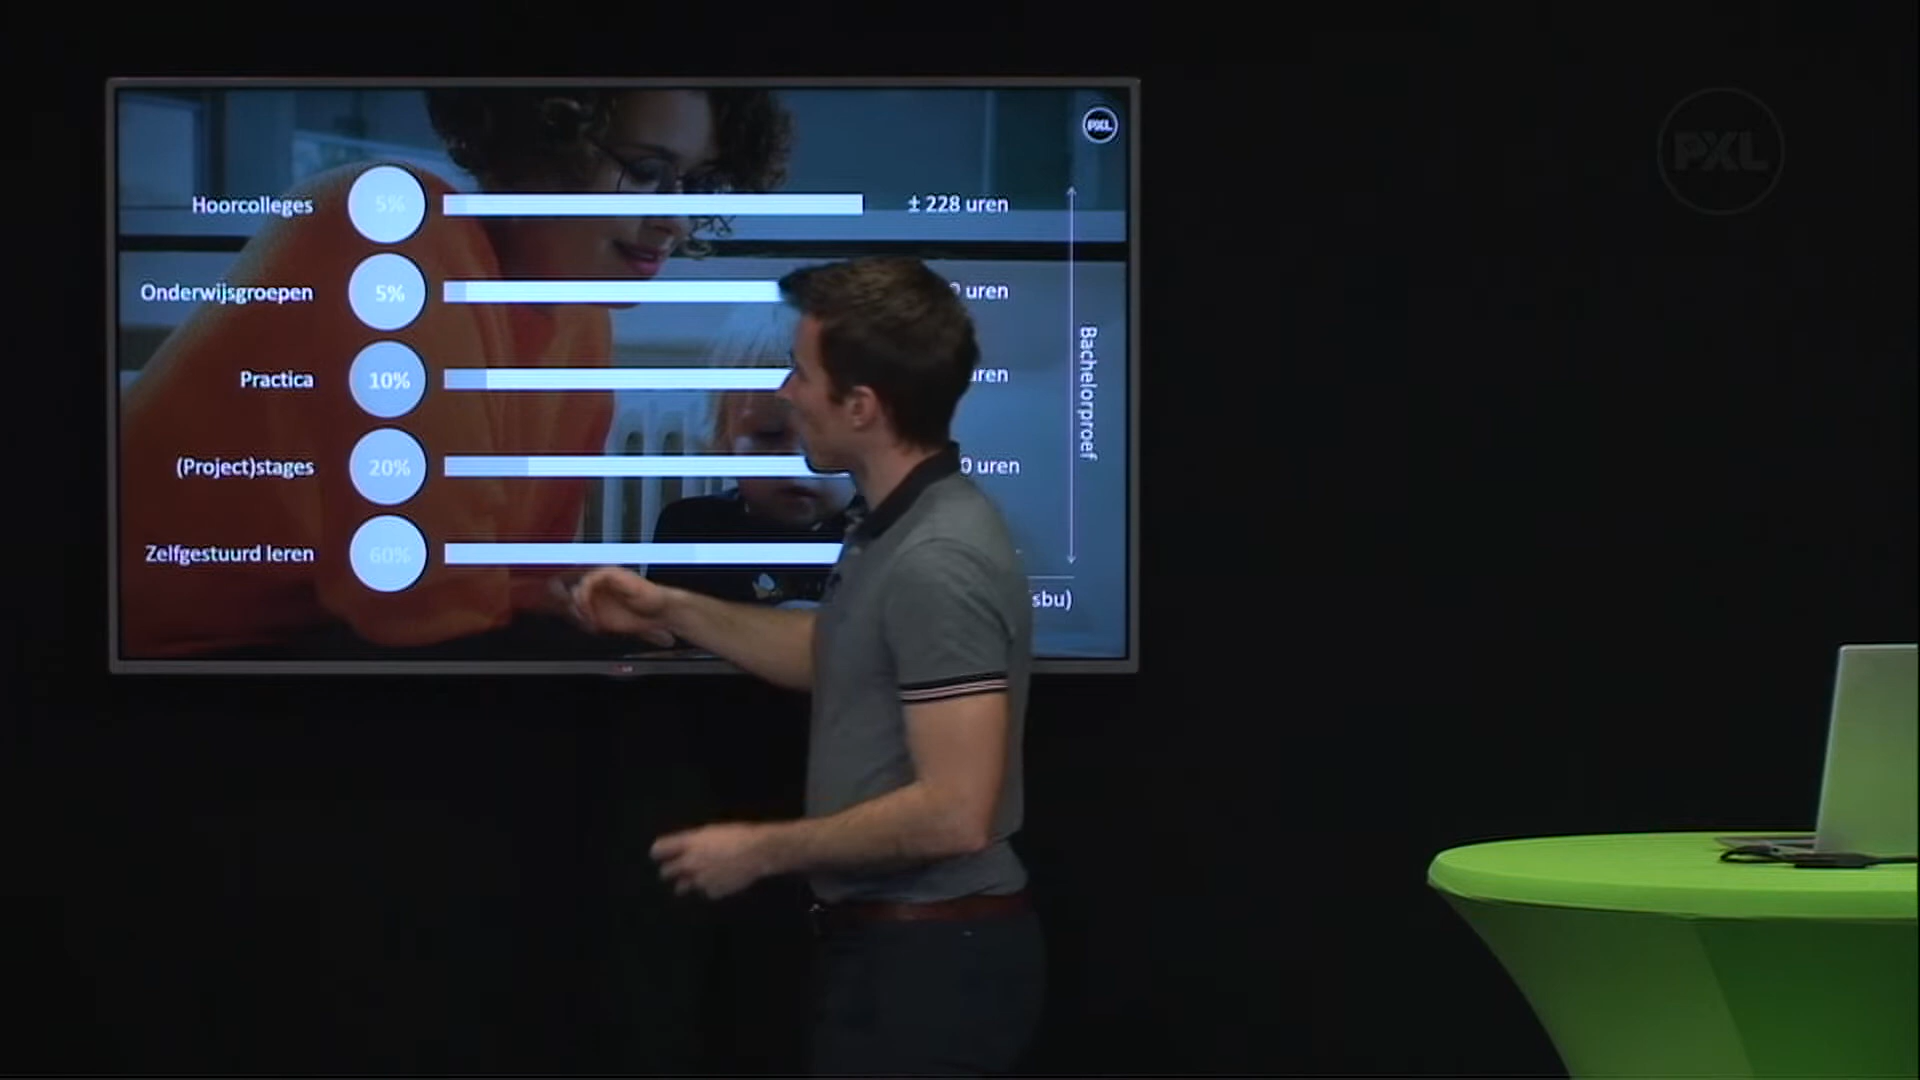 PXL
PXL
Hoorcolleges 5% ± 228 uren
Onderwijsgroepen 5% uren
Practica 10% uren
(Project)stages 20% uren
Zelfgestuurd leren 60%
sbu)
Bachelorproef